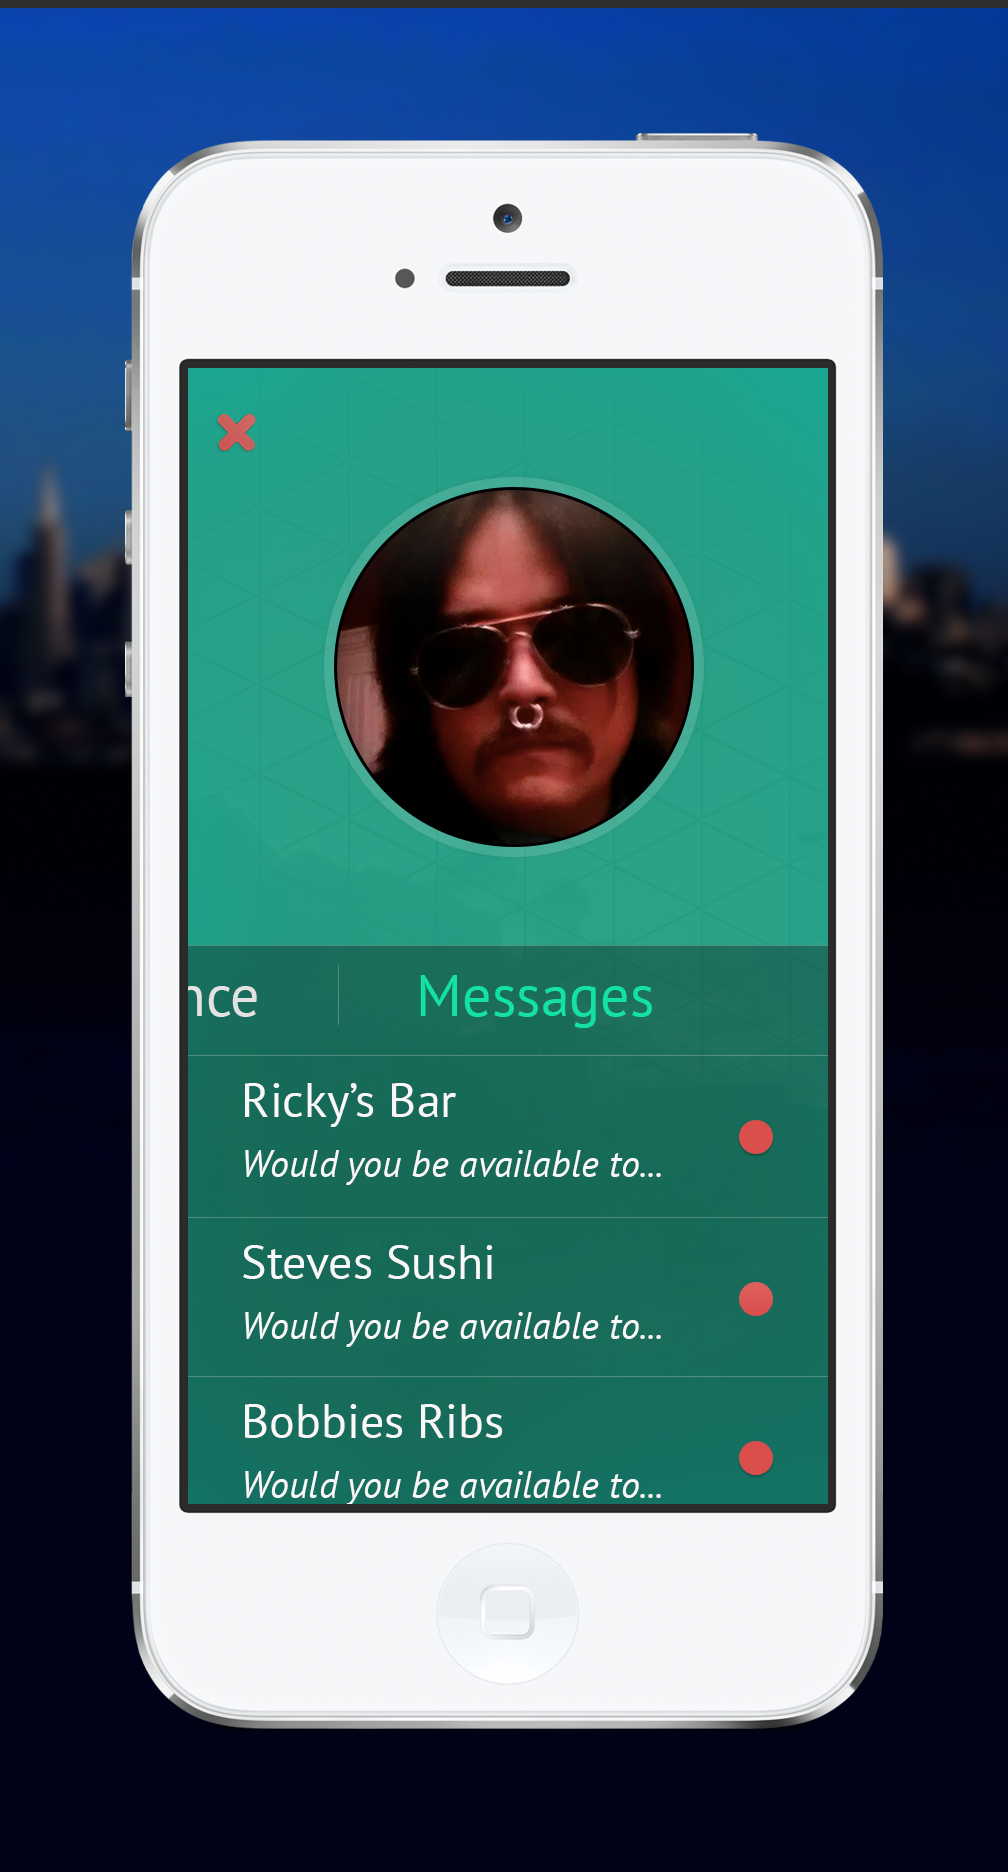 nce
Messages
Ricky’s Bar
Would you be available to...
Steves Sushi
Would you be available to...
Bobbies Ribs
Would you be available to...